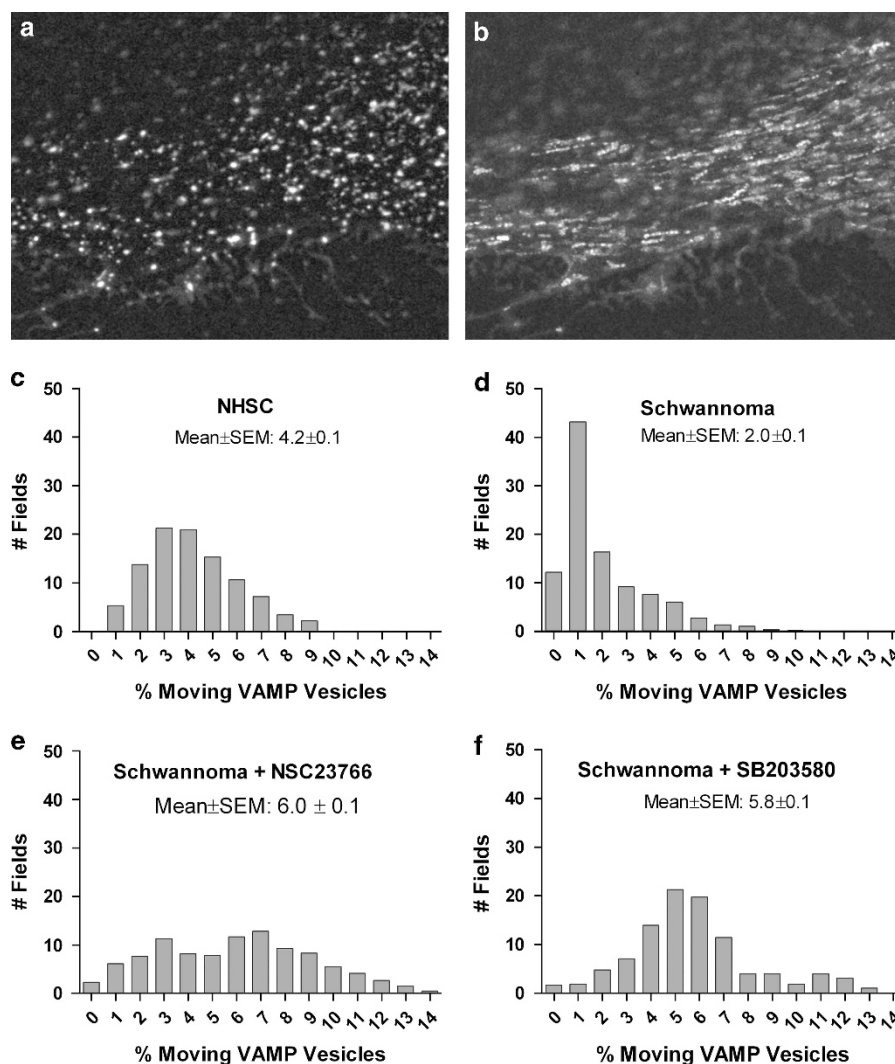 a
b
c
50
40
30
20
10
0
# Fields
NHSC
Mean±SEM: 4.2±0.1
0 1 2 3 4 5 6 7 8 9 10 11 12 13 14
% Moving VAMP Vesicles
d
50
40
30
20
10
0
# Fields
Schwannoma
Mean±SEM: 2.0±0.1
0 1 2 3 4 5 6 7 8 9 10 11 12 13 14
% Moving VAMP Vesicles
e
50
40
30
20
10
0
# Fields
Schwannoma + NSC23766
Mean±SEM: 6.0 ± 0.1
0 1 2 3 4 5 6 7 8 9 10 11 12 13 14
% Moving VAMP Vesicles
f
50
40
30
20
10
0
# Fields
Schwannoma + SB203580
Mean±SEM: 5.8±0.1
0 1 2 3 4 5 6 7 8 9 10 11 12 13 14
% Moving VAMP Vesicles